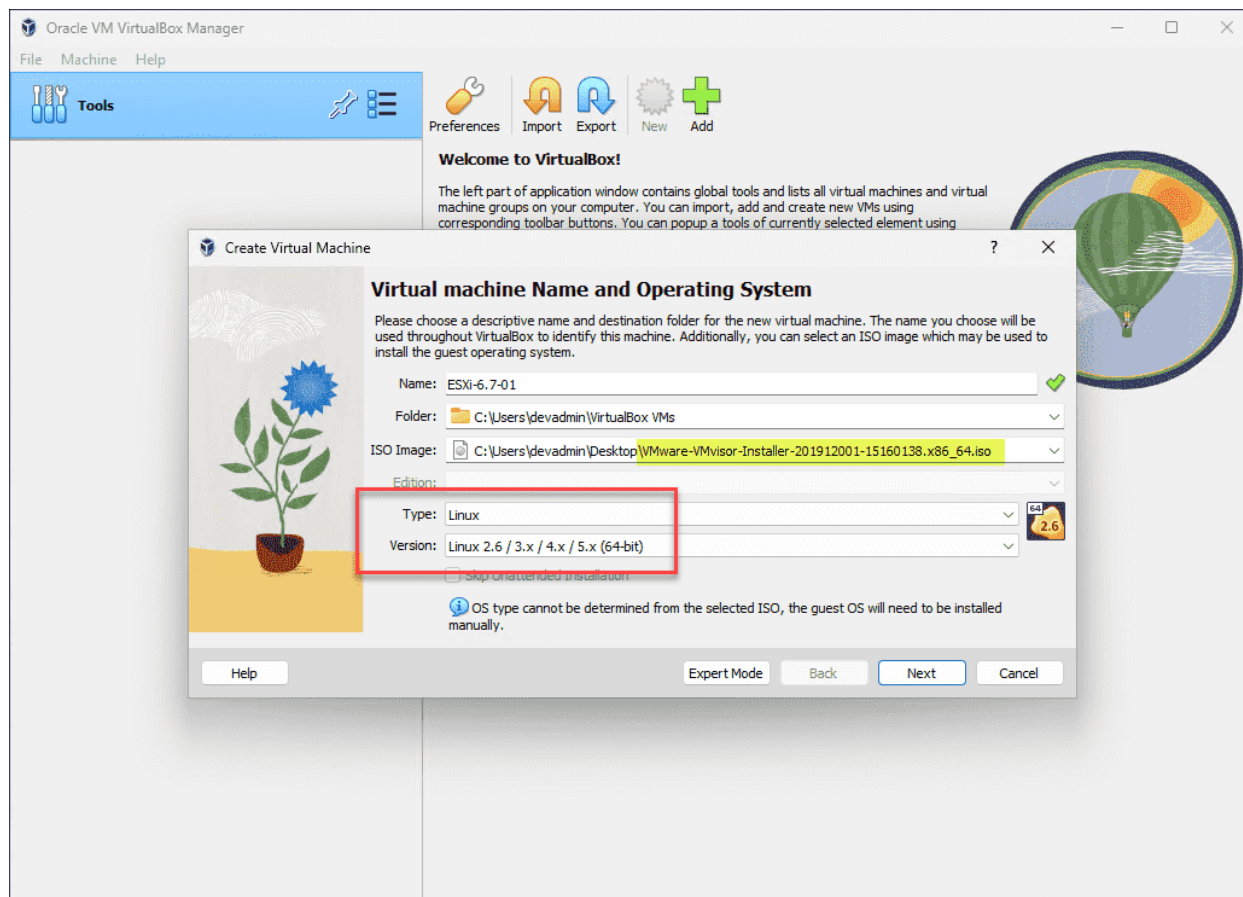 Oracle VM VirtualBox Manager
File Machine Help
Tools
Preferences Import Export New Add
Welcome to VirtualBox!
The left part of application window contains global tools and lists all virtual machines and virtual
machine groups on your computer. You can import, add and create new VMs using
corresponding toolbar buttons. You can popup a tools of currently selected element using
Create Virtual Machine
?
Virtual machine Name and Operating System
Please choose a descriptive name and destination folder for the new virtual machine. The name you choose will be
used throughout VirtualBox to identify this machine. Additionally, you can select an ISO image which may be used to
install the guest operating system.
Name: ESXi-6.7-01
Folder: C:\Users\devadmin\VirtualBox VMs
ISO Image: C:\Users\devadmin\Desktop\VMware-VMvisor-Installer-201912001-15160138.x86_64.iso
Edition:
Type: Linux
64
2.6
Version: Linux 2.6 / 3.x / 4.x / 5.x (64-bit)
Skip Unattended Installation
OS type cannot be determined from the selected ISO, the guest OS will need to be installed
manually.
Help Expert Mode Back Next Cancel